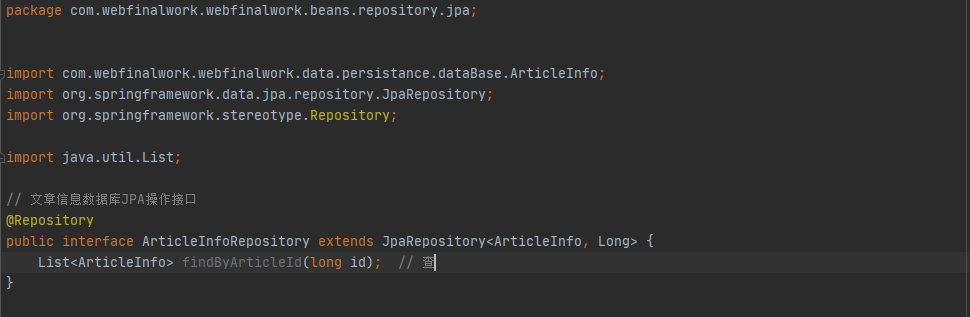 package com.webfinalwork.webfinalwork.beans.repository.jpa;
import com.webfinalwork.webfinalwork.data.persistance.dataBase.ArticleInfo;
import org.springframework.data.jpa.repository.JpaRepository;
import org.springframework.stereotype.Repository;
import java.util.List;
// 文章信息数据库JPA操作接口
@Repository
public interface ArticleInfoRepository extends JpaRepository<ArticleInfo, Long> {
    List<ArticleInfo> findByArticleId(long id);  // 查
}